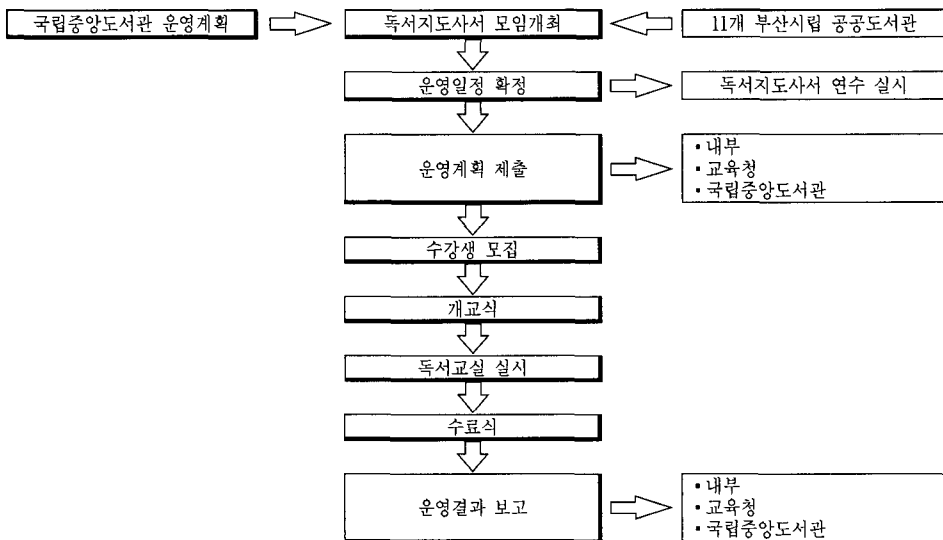 국립중앙도서관 운영계획
독서지도사서 모임개최
11개 부산시립 공공도서관
운영일정 확정
독서지도사서 연수 실시
운영계획 제출
▪ 내부
▪ 교육청
▪ 국립중앙도서관
수강생 모집
개교식
독서교실 실시
수료식
운영결과 보고
▪ 내부
▪ 교육청
▪ 국립중앙도서관